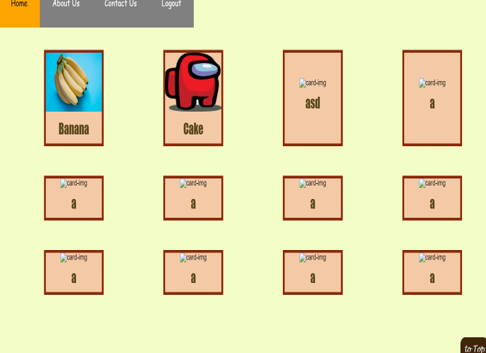 Home About Us Contact Us Logout
card-img card-img
Banana Cake asd a
card-img card-img card-img card-img
a a a a
card-img card-img card-img card-img
a a a a
to Top